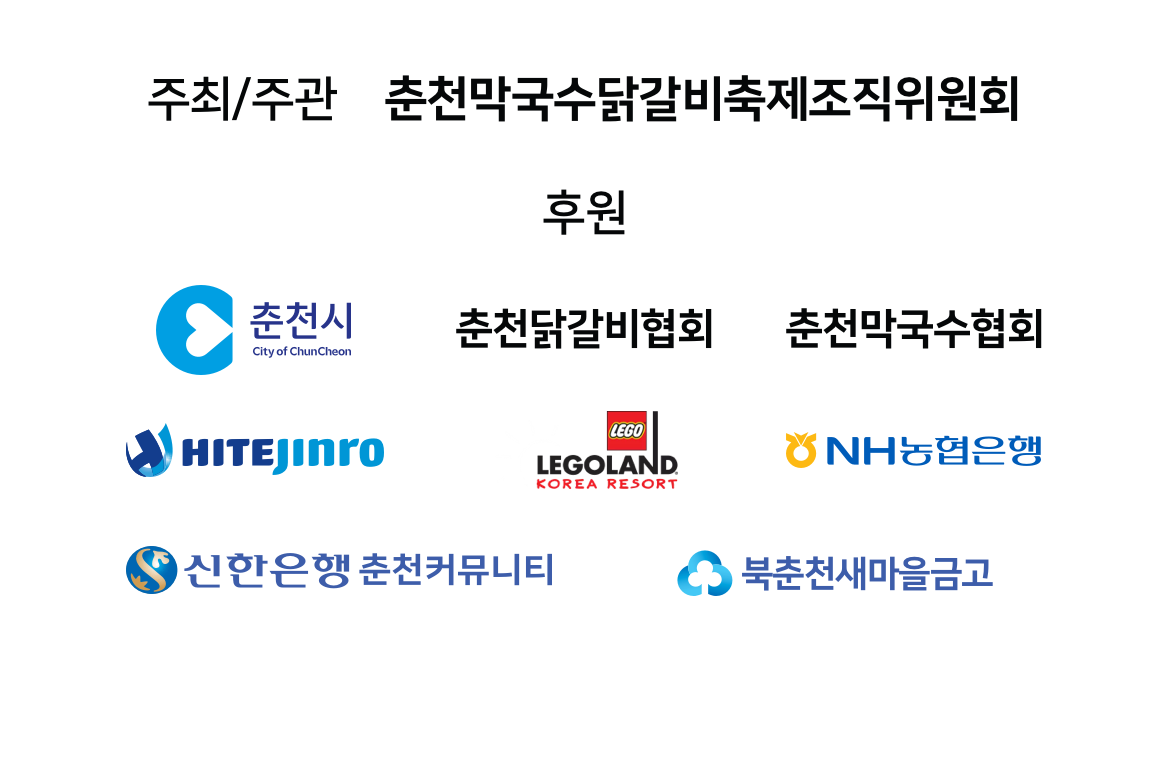 주최/주관 춘천막국수닭갈비축제조직위원회
후원
춘천시
City of ChunCheon
춘천닭갈비협회
춘천막국수협회
HITEJINRO
LEGO
LEGOLAND
KOREA RESORT
NH농협은행
신한은행 춘천커뮤니티
북춘천새마을금고